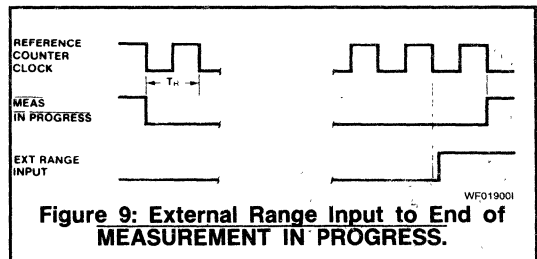 REFERENCE
COUNTER
CLOCK
TR
MEAS
IN PROGRESS
EXT RANGE
INPUT
WF01900I
Figure 9: External Range Input to End of
MEASUREMENT IN PROGRESS.